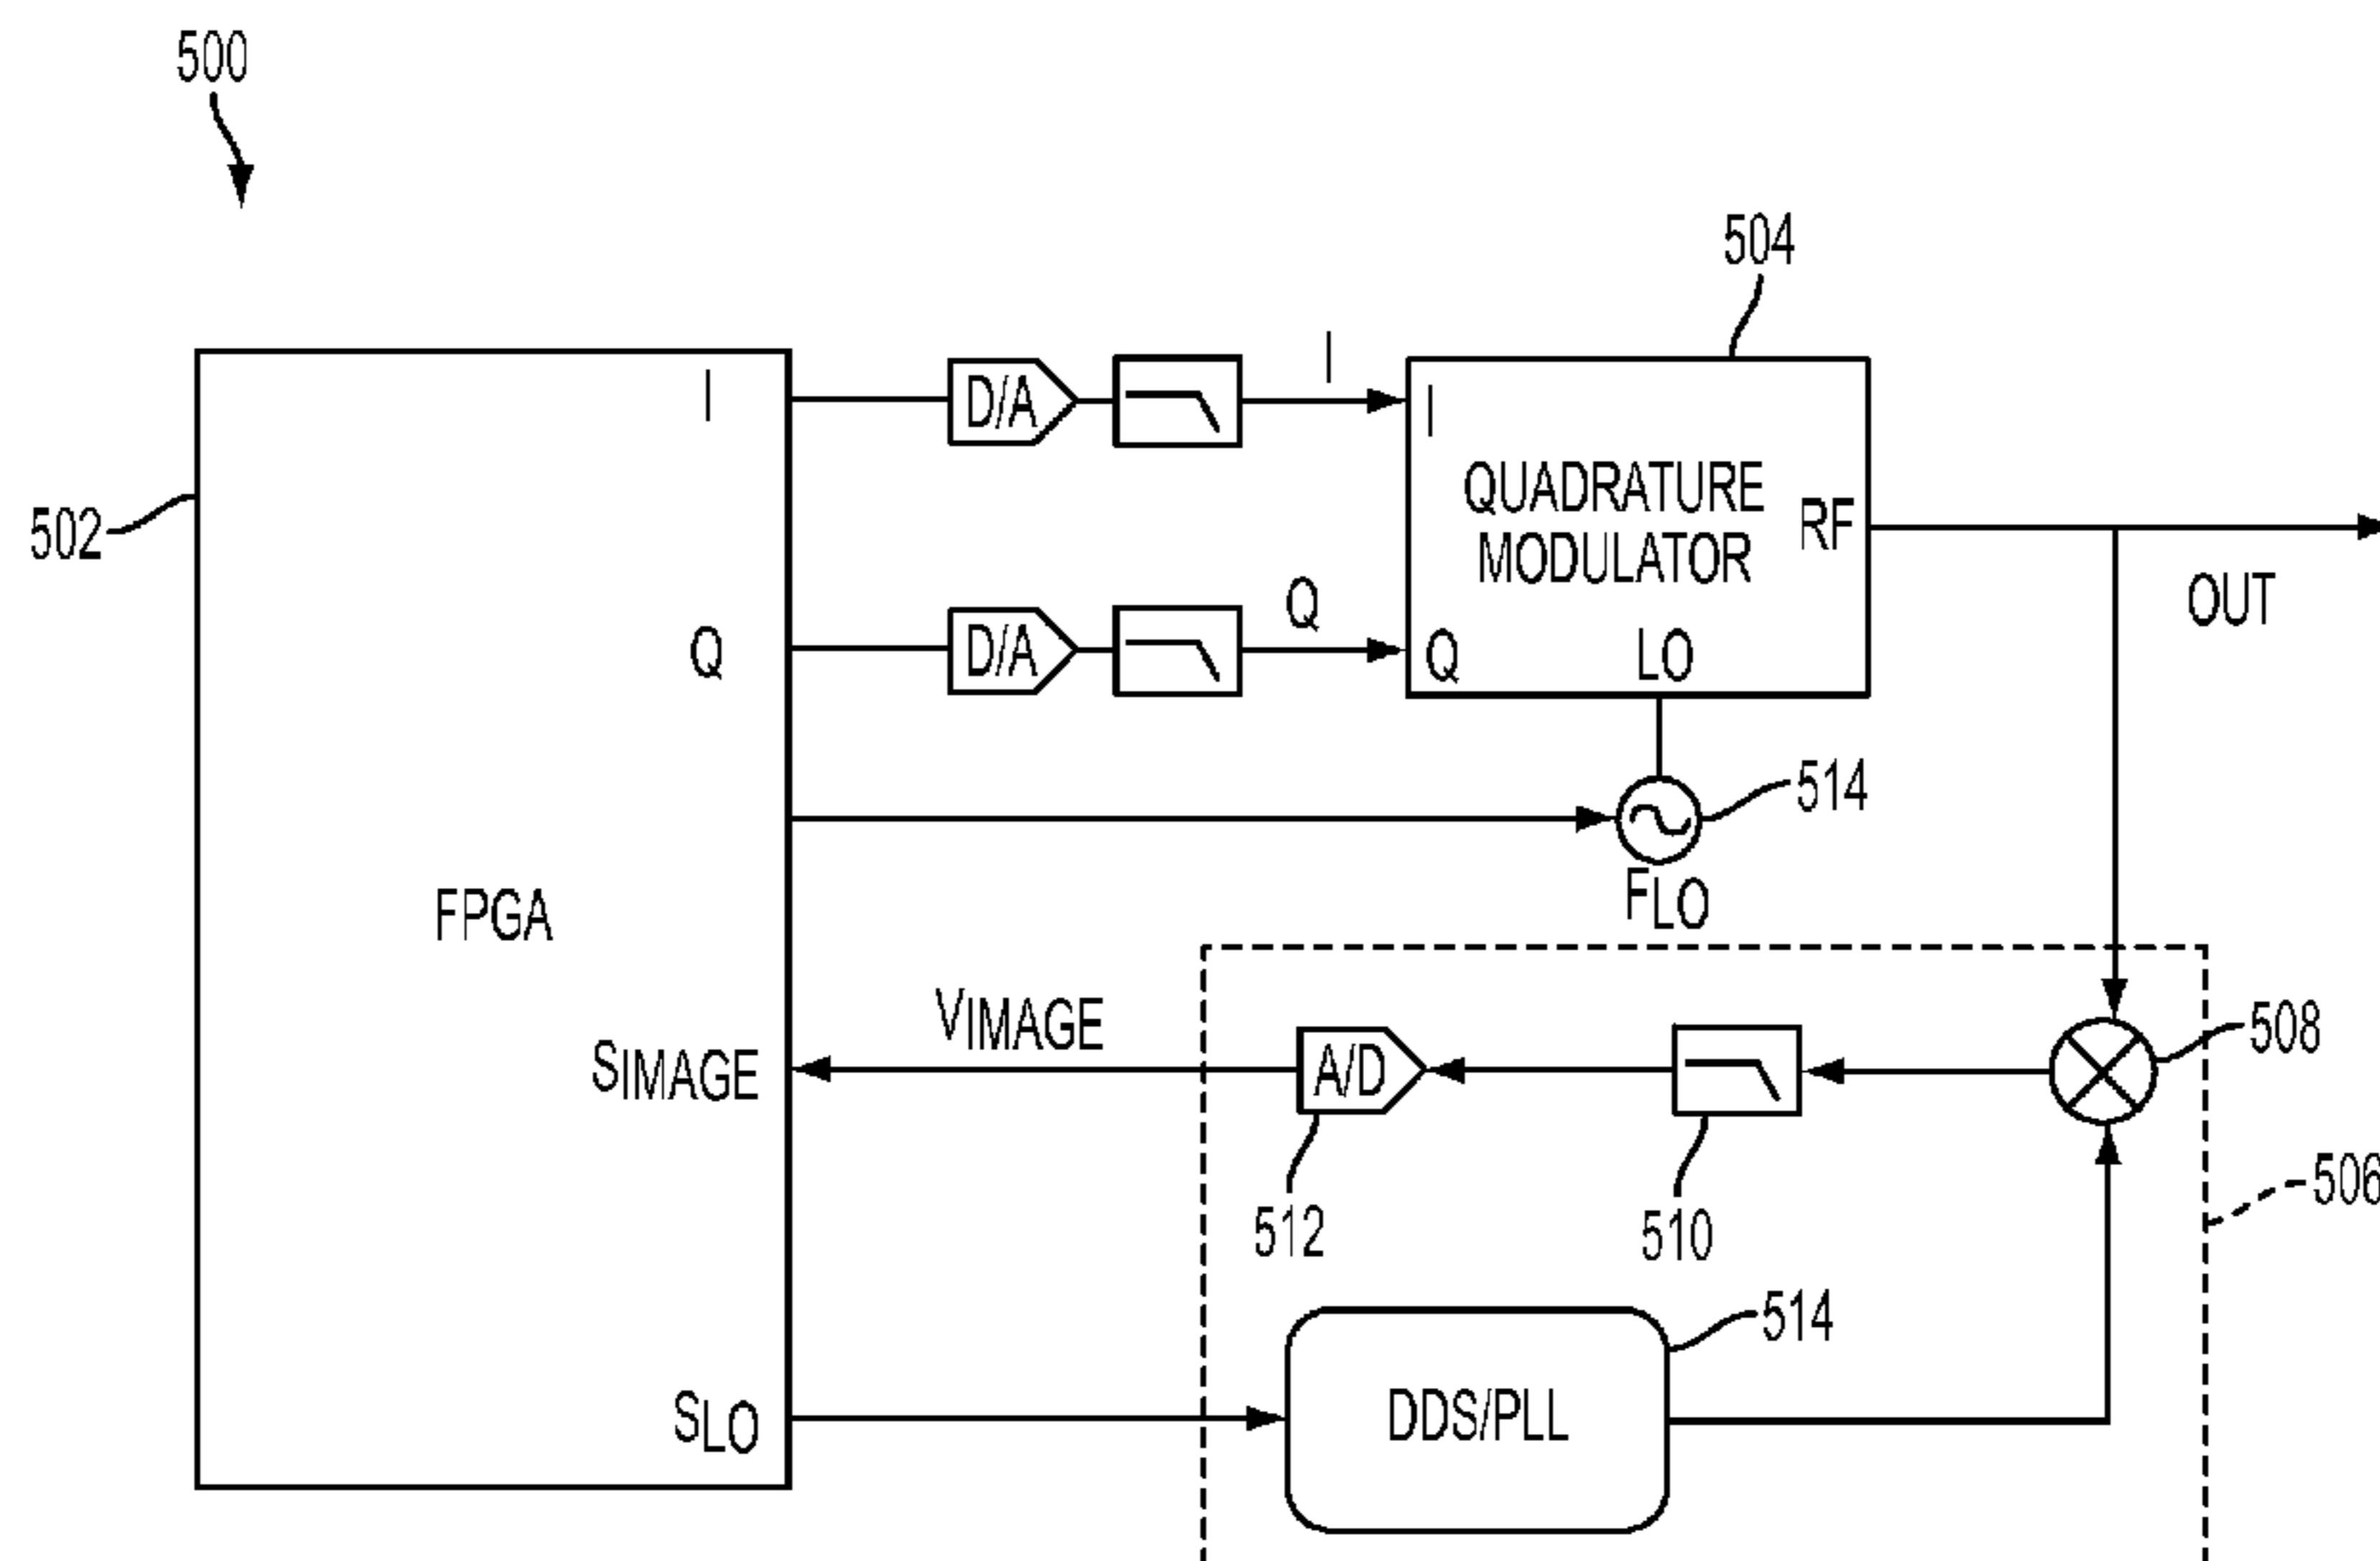 500
504
I
D/A
I
I
QUADRATURE
MODULATOR
RF
502
OUT
Q
D/A
Q
Q
LO
514
FLO
FPGA
VIMAGE
SIMAGE
A/D
508
506
512
510
514
SLO
DDS/PLL